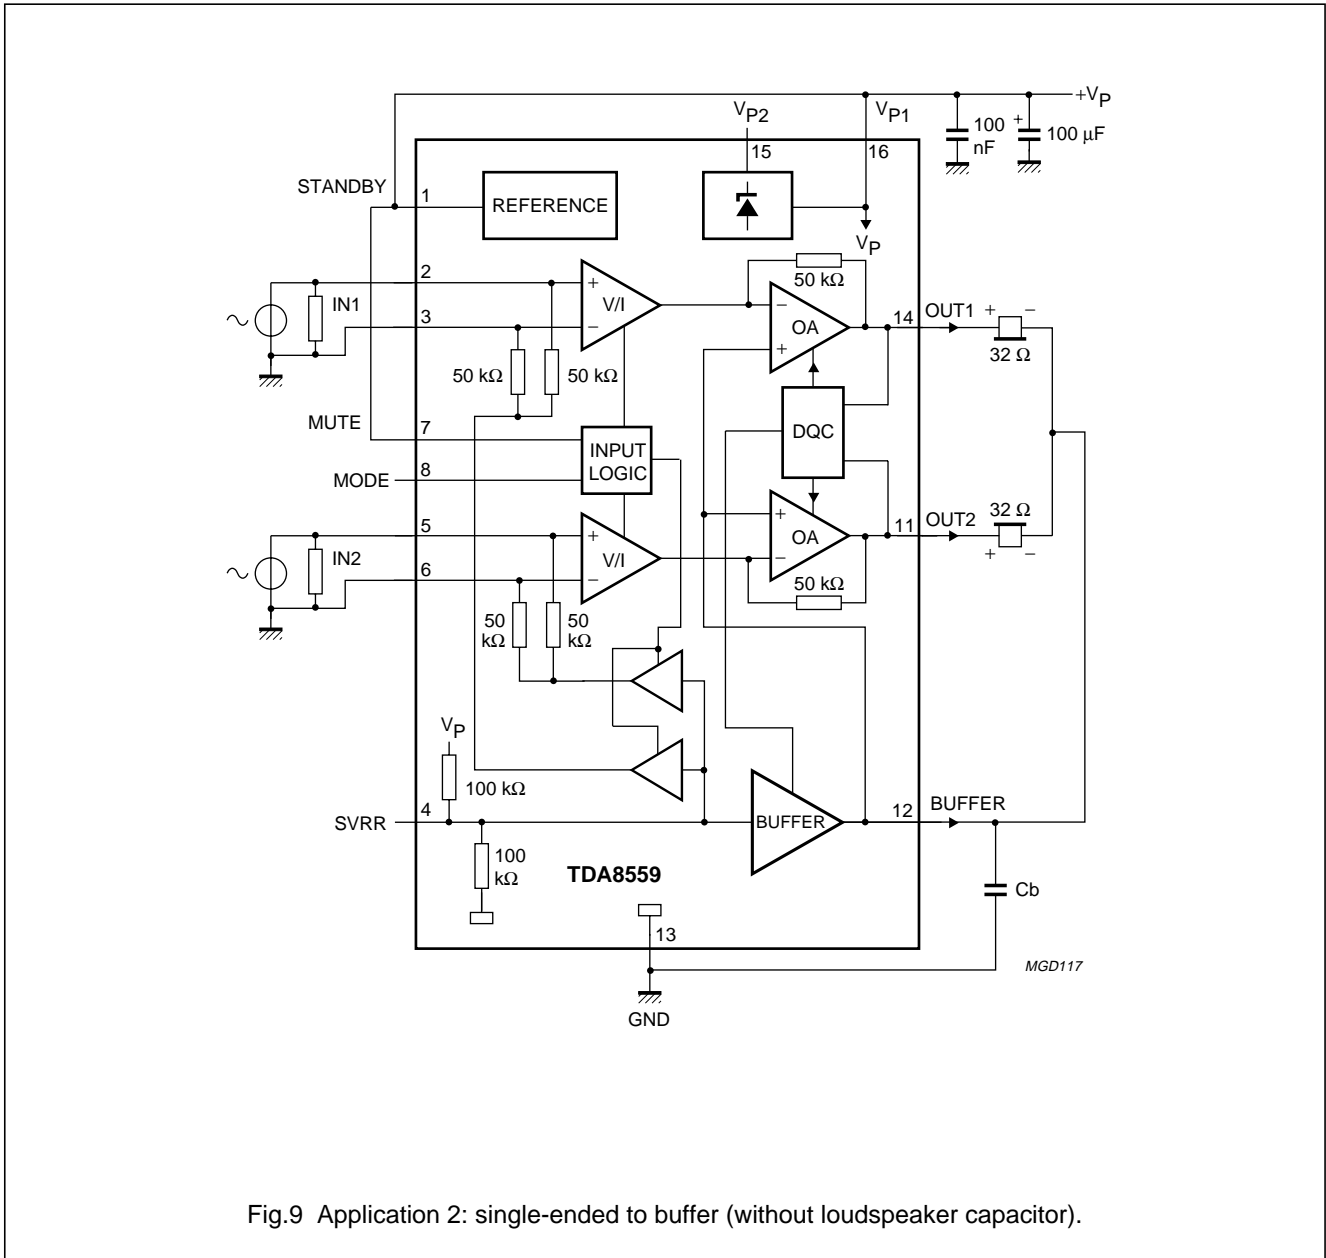 +VP
VP2
VP1
100
nF
+
100 μF
15
16
STANDBY
1
REFERENCE
VP
50 kΩ
2
+
V/I
−
OA
+
14
OUT1
+
−
32 Ω
IN1
3
−
50 kΩ
50 kΩ
MUTE
7
INPUT
LOGIC
DQC
MODE
8
5
+
V/I
−
+
OA
−
11
OUT2
32 Ω
+
−
IN2
6
50 kΩ
50
kΩ
50
kΩ
VP
100 kΩ
SVRR
4
BUFFER
12
BUFFER
100
kΩ
TDA8559
Cb
13
GND
MGD117
Fig.9 Application 2: single-ended to buffer (without loudspeaker capacitor).